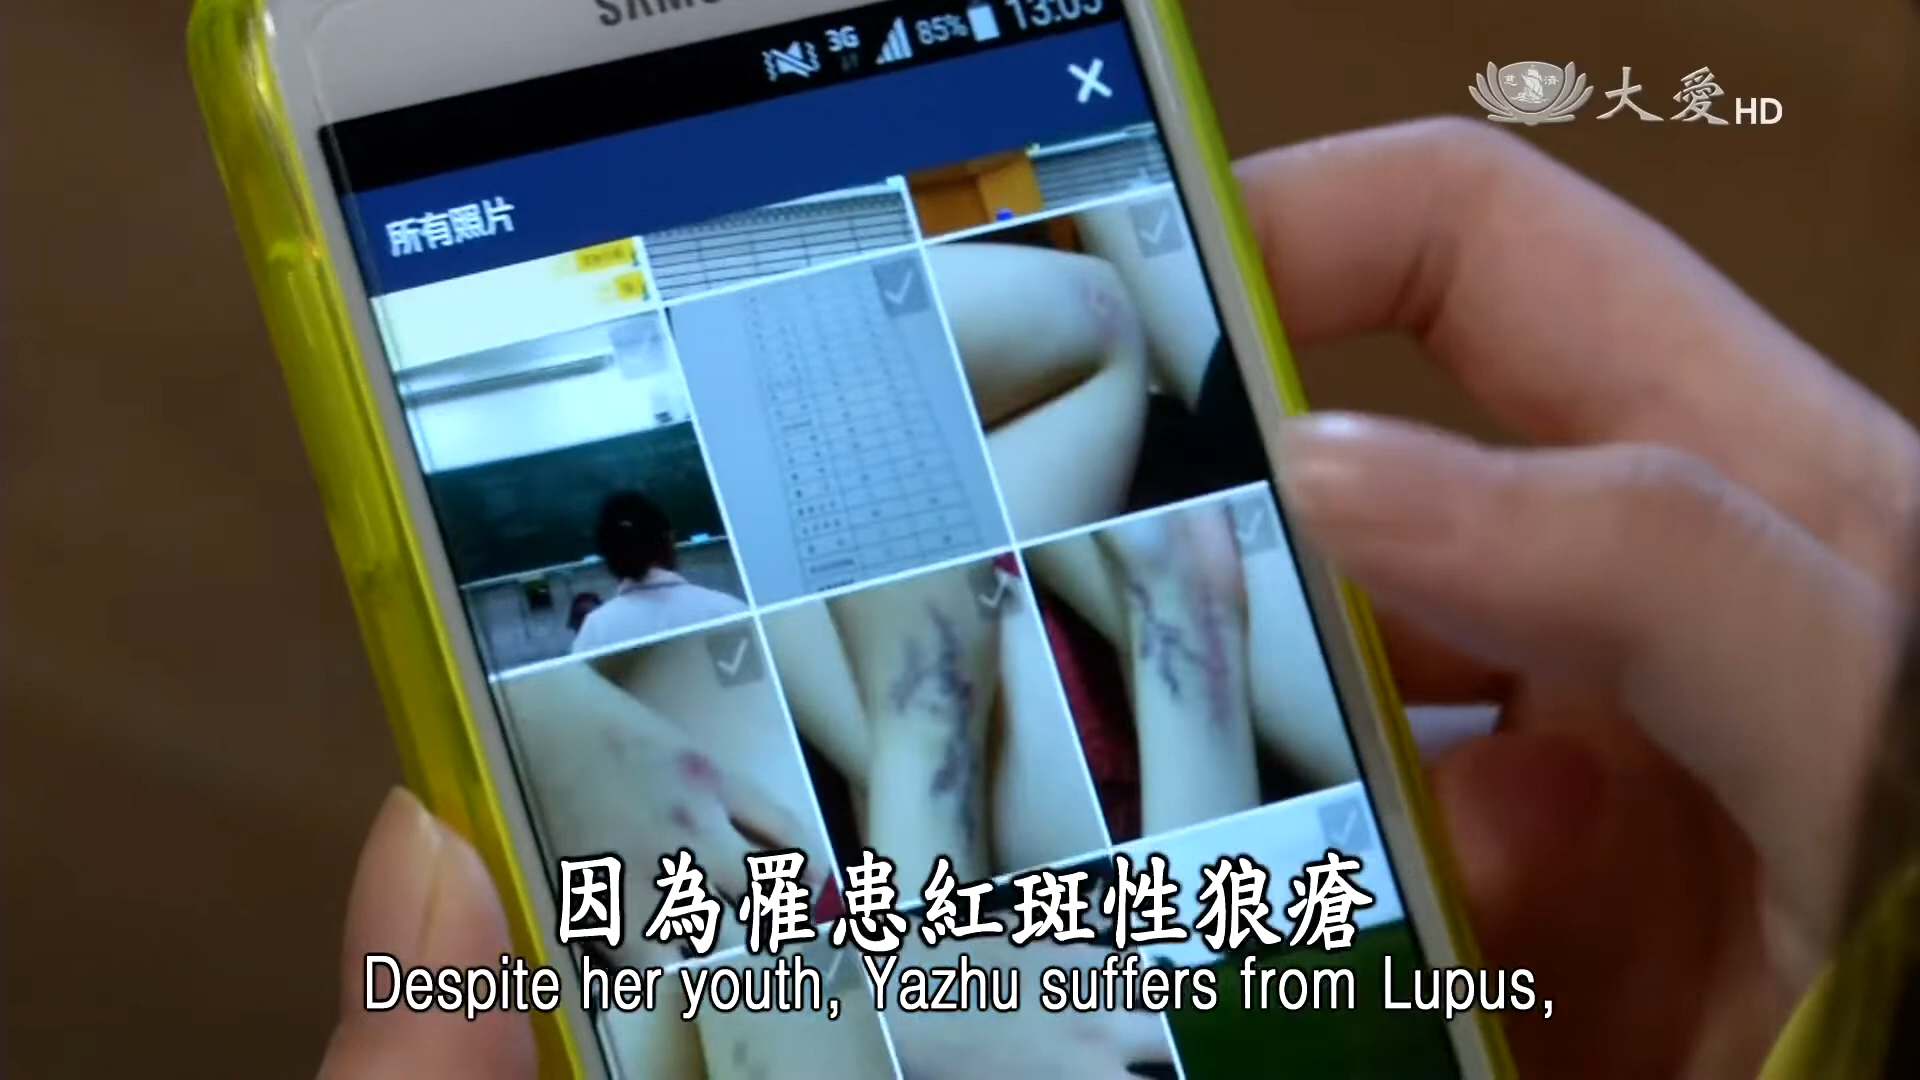 SAMSU
3G 85% 13:05
大愛HD
所有照片
因為罹患紅斑性狼瘡
Despite her youth, Yazhu suffers from Lupus,